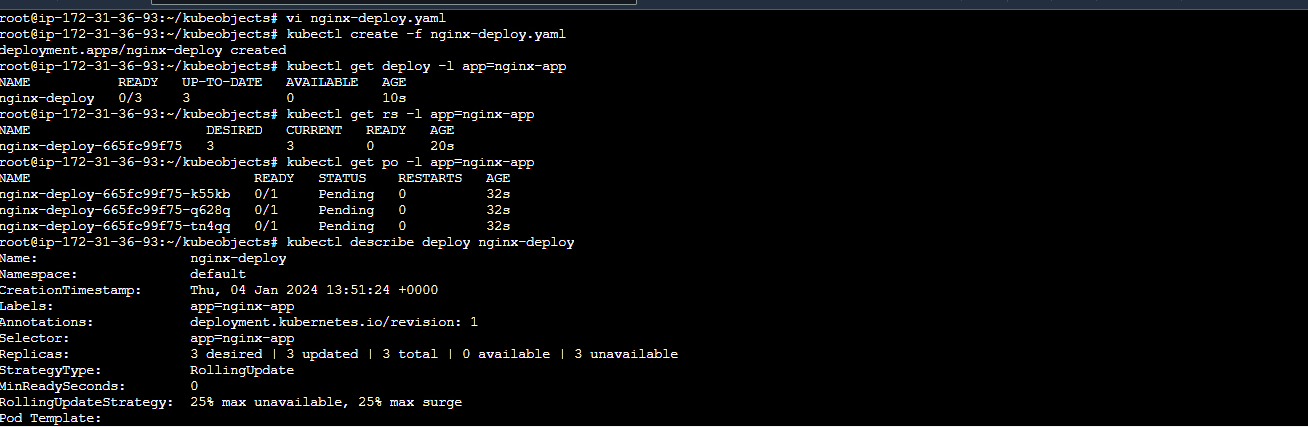 root@ip-172-31-36-93:~/kubeobjects# vi nginx-deploy.yaml
root@ip-172-31-36-93:~/kubeobjects# kubectl create -f nginx-deploy.yaml
deployment.apps/nginx-deploy created
root@ip-172-31-36-93:~/kubeobjects# kubectl get deploy -l app=nginx-app
NAME           READY   UP-TO-DATE   AVAILABLE   AGE
nginx-deploy   0/3     3            0           10s
root@ip-172-31-36-93:~/kubeobjects# kubectl get rs -l app=nginx-app
NAME                      DESIRED   CURRENT   READY   AGE
nginx-deploy-665fc99f75   3         3         0       20s
root@ip-172-31-36-93:~/kubeobjects# kubectl get po -l app=nginx-app
NAME                            READY   STATUS    RESTARTS   AGE
nginx-deploy-665fc99f75-k55kb   0/1     Pending   0          32s
nginx-deploy-665fc99f75-q628q   0/1     Pending   0          32s
nginx-deploy-665fc99f75-tn4qq   0/1     Pending   0          32s
root@ip-172-31-36-93:~/kubeobjects# kubectl describe deploy nginx-deploy
Name:                   nginx-deploy
Namespace:              default
CreationTimestamp:      Thu, 04 Jan 2024 13:51:24 +0000
Labels:                 app=nginx-app
Annotations:            deployment.kubernetes.io/revision: 1
Selector:               app=nginx-app
Replicas:               3 desired | 3 updated | 3 total | 0 available | 3 unavailable
StrategyType:           RollingUpdate
MinReadySeconds:        0
RollingUpdateStrategy:  25% max unavailable, 25% max surge
Pod Template: